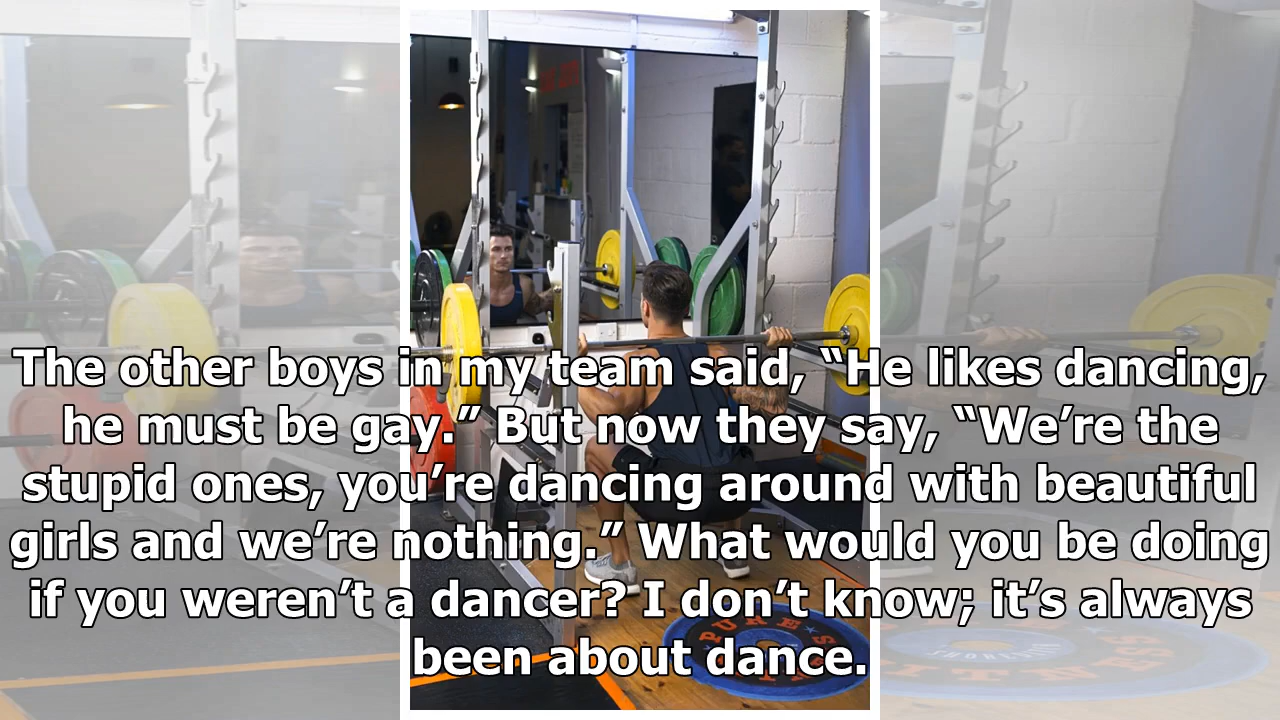 The other boys in my team said, “He likes dancing,
he must be gay.” But now they say, “We’re the
stupid ones, you’re dancing around with beautiful
girls and we’re nothing.” What would you be doing
if you weren’t a dancer? I don’t know; it’s always
been about dance.